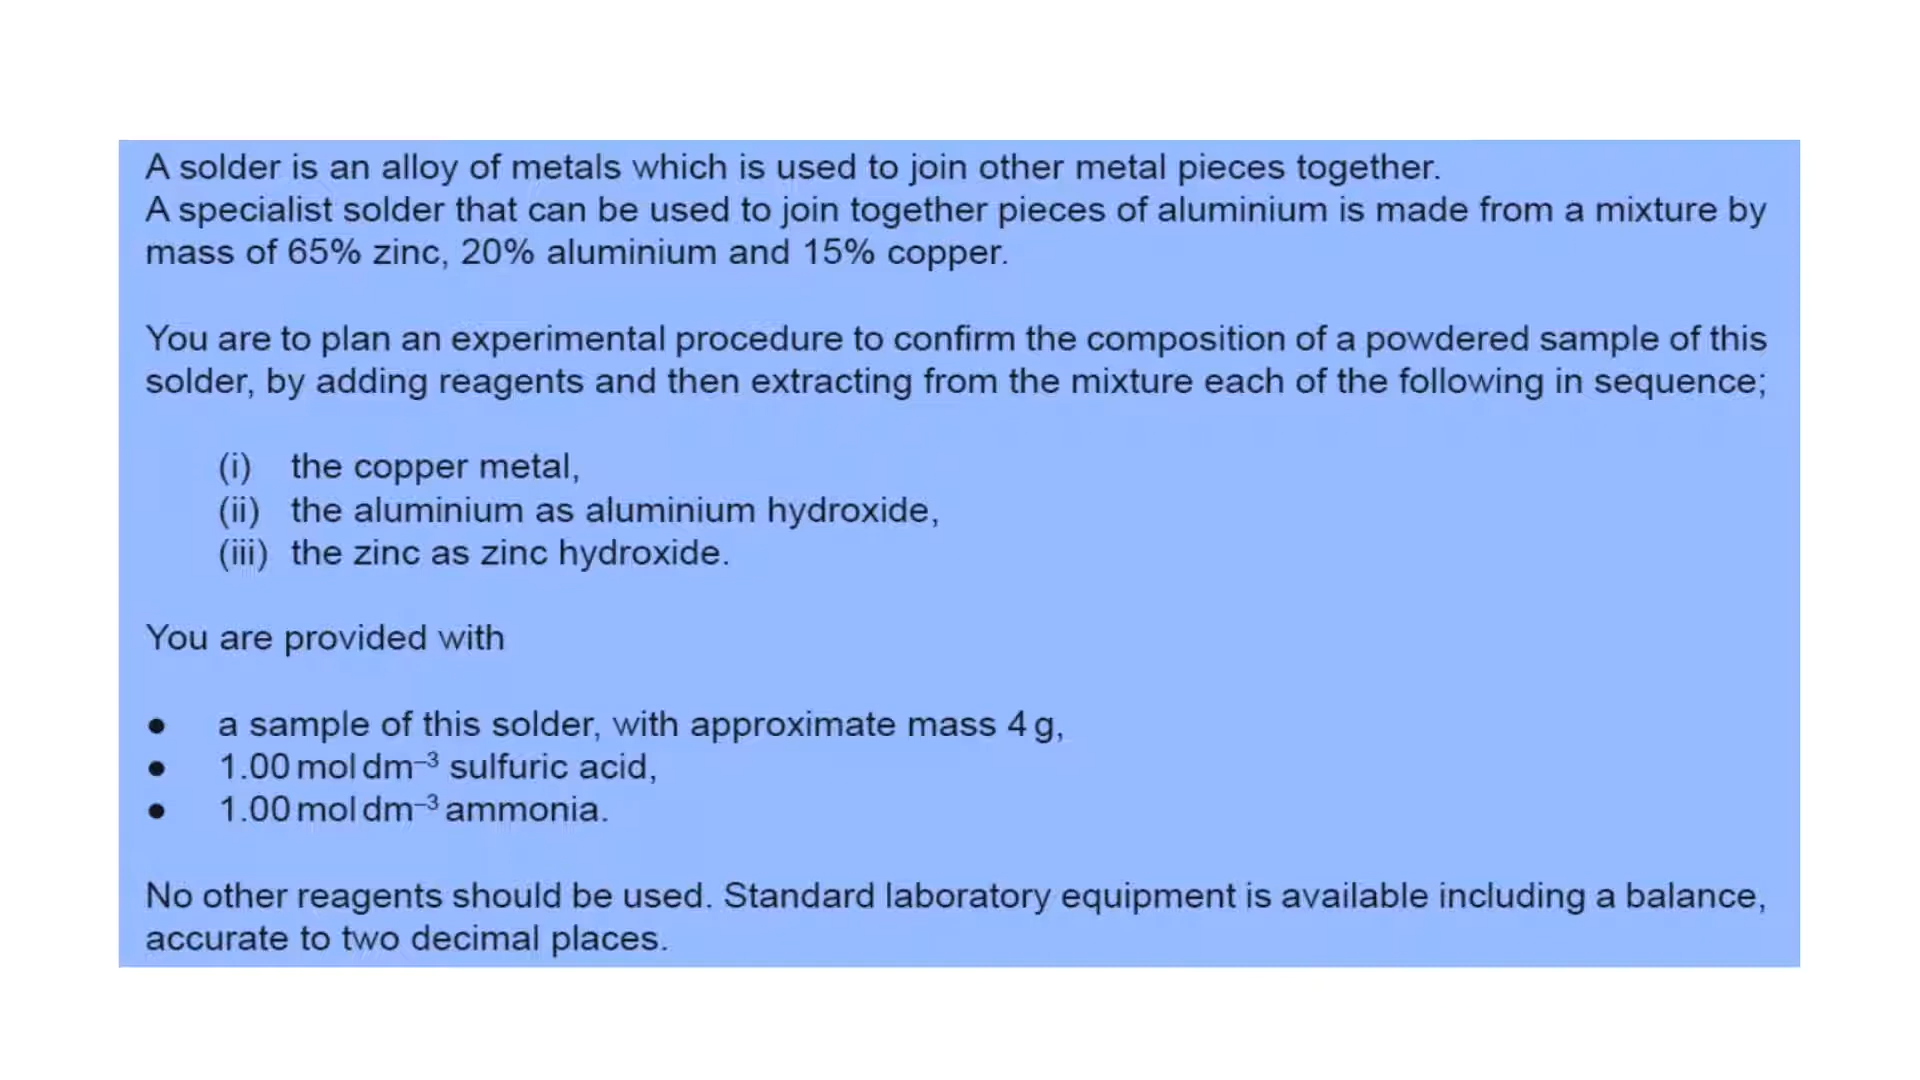 A solder is an alloy of metals which is used to join other metal pieces together.
A specialist solder that can be used to join together pieces of aluminium is made from a mixture by
mass of 65% zinc, 20% aluminium and 15% copper.
You are to plan an experimental procedure to confirm the composition of a powdered sample of this
solder, by adding reagents and then extracting from the mixture each of the following in sequence;
(i) the copper metal,
(ii) the aluminium as aluminium hydroxide,
(iii) the zinc as zinc hydroxide.
You are provided with
● a sample of this solder, with approximate mass 4 g,
● 1.00 mol dm⁻³ sulfuric acid,
● 1.00 mol dm⁻³ ammonia.
No other reagents should be used. Standard laboratory equipment is available including a balance,
accurate to two decimal places.